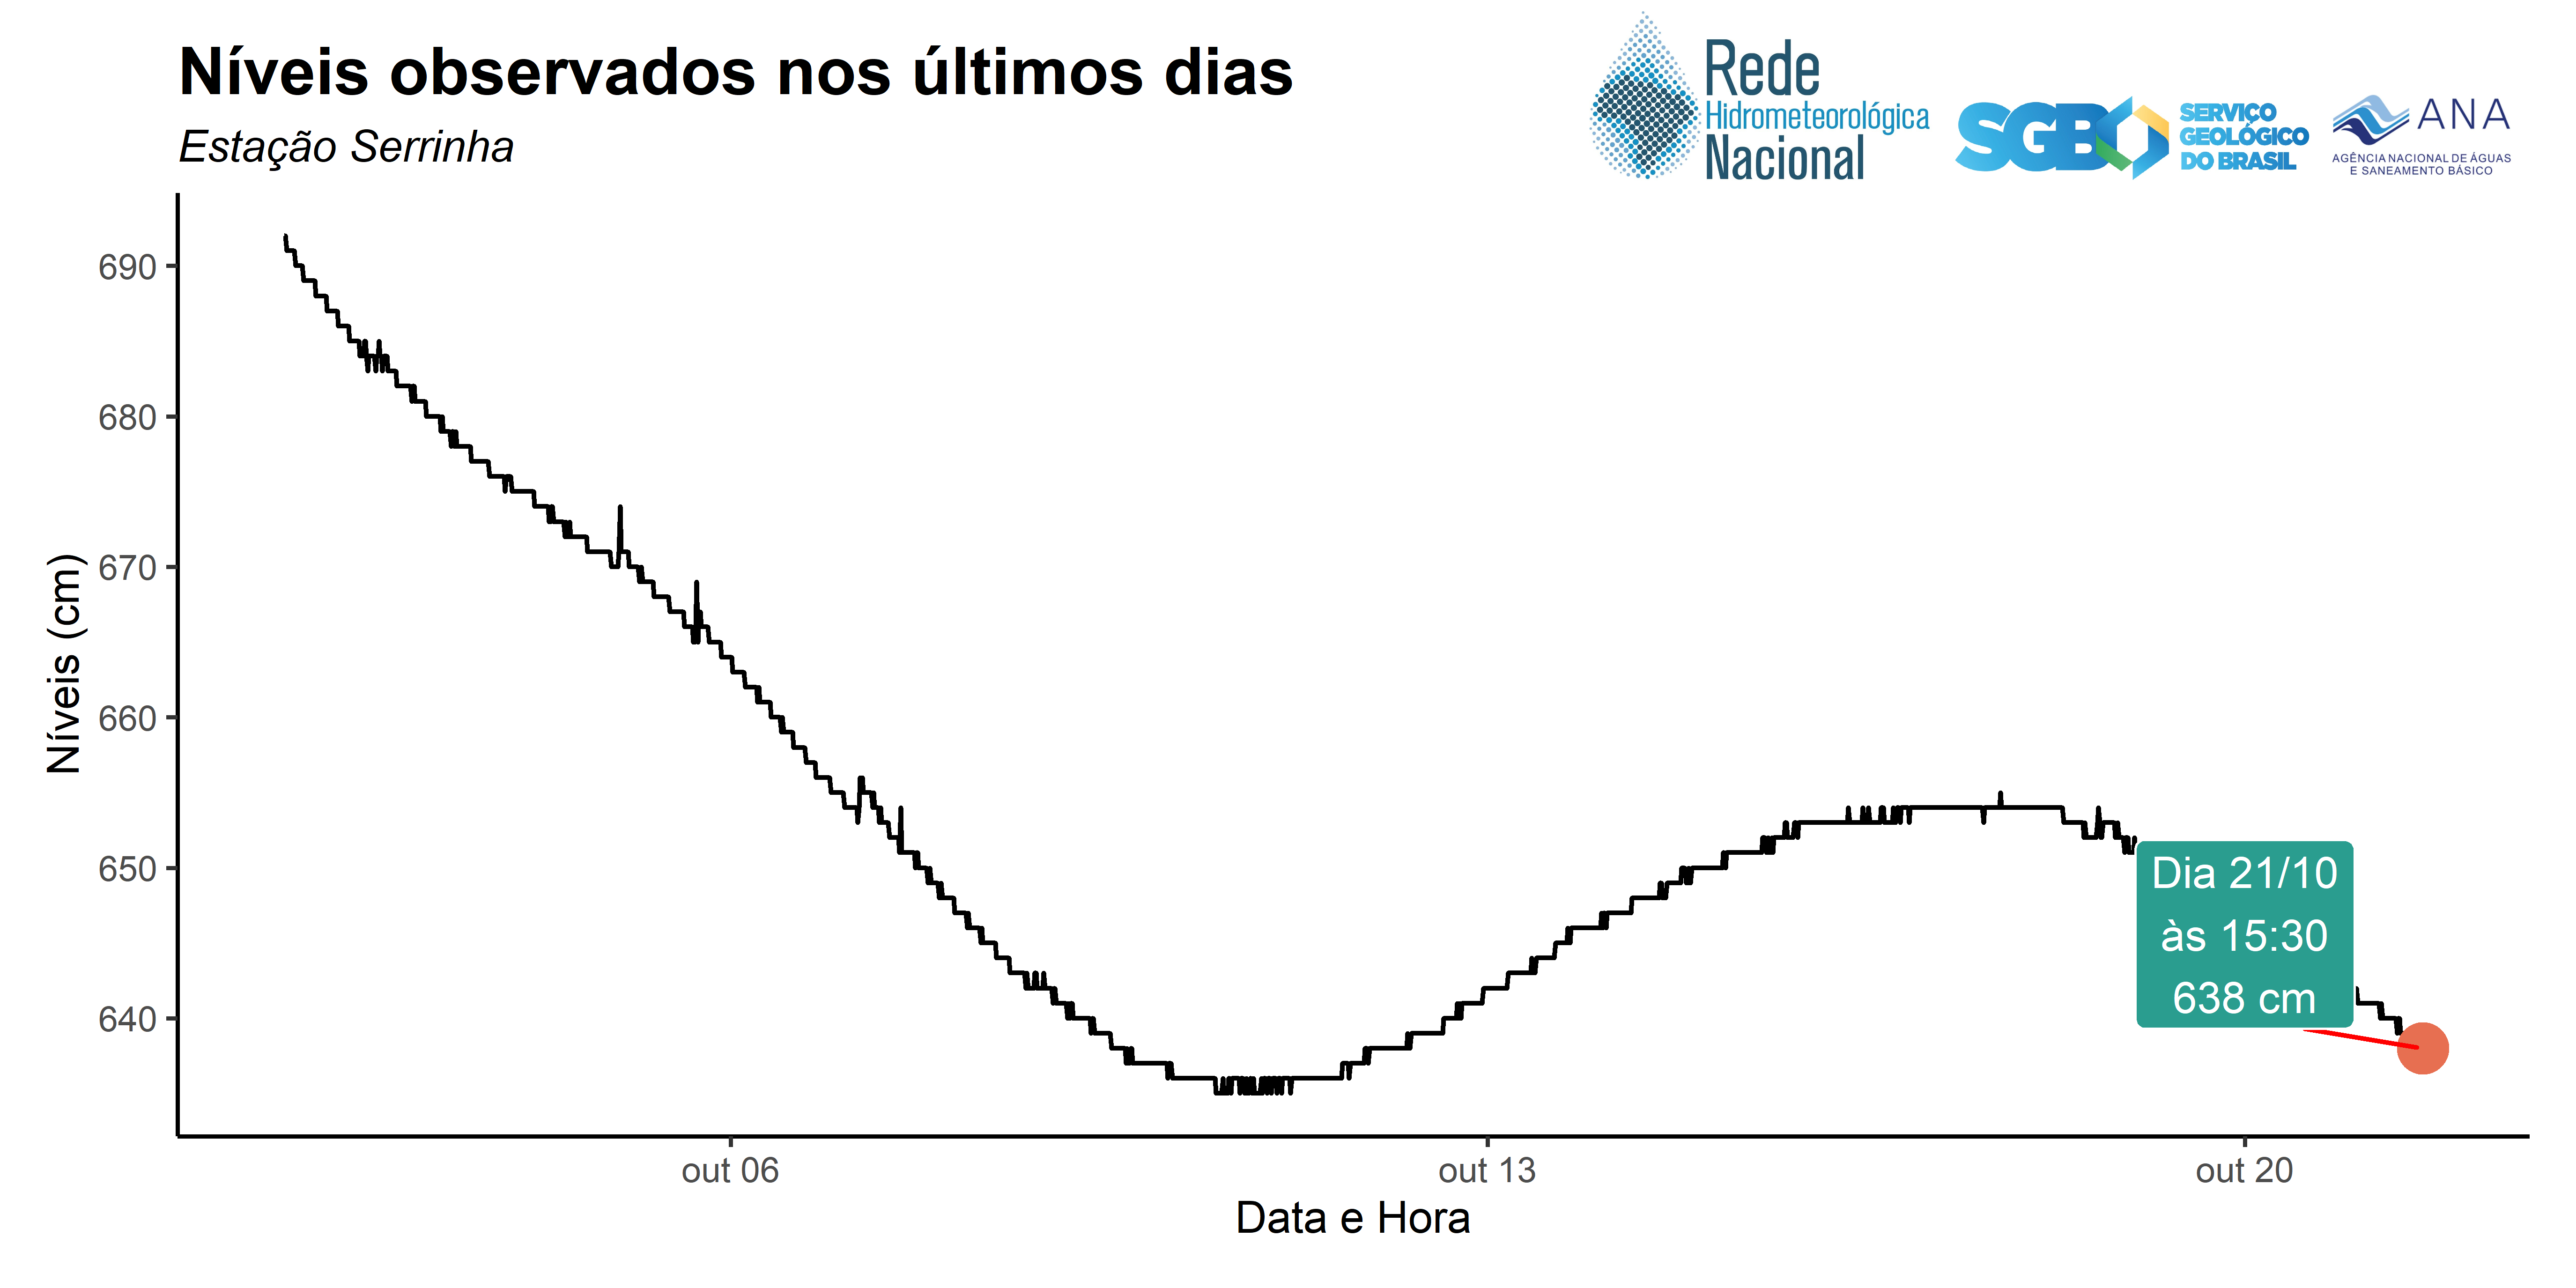 Níveis observados nos últimos dias
Estação Serrinha
Rede
Hidrometeorológica
Nacional
SGB
SERVIÇO
GEOLÓGICO
DO BRASIL
ANA
AGÊNCIA NACIONAL DE ÁGUAS
E SANEAMENTO BÁSICO
Níveis (cm)
690
680
670
660
650
640
Dia 21/10
às 15:30
638 cm
out 06
out 13
out 20
Data e Hora